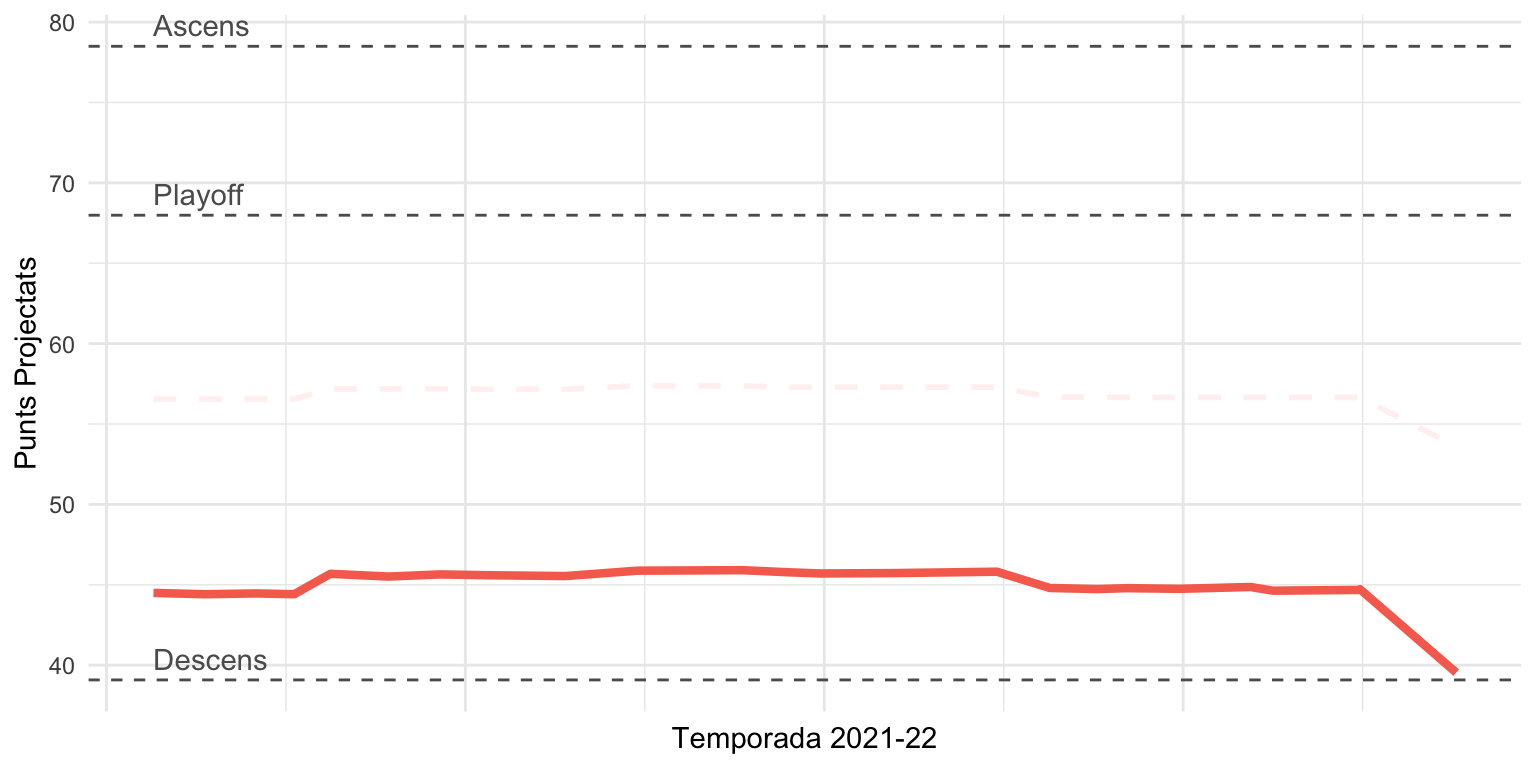 80
Ascens
70
Playoff
Punts Projectats
60
50
Descens
40
Temporada 2021-22